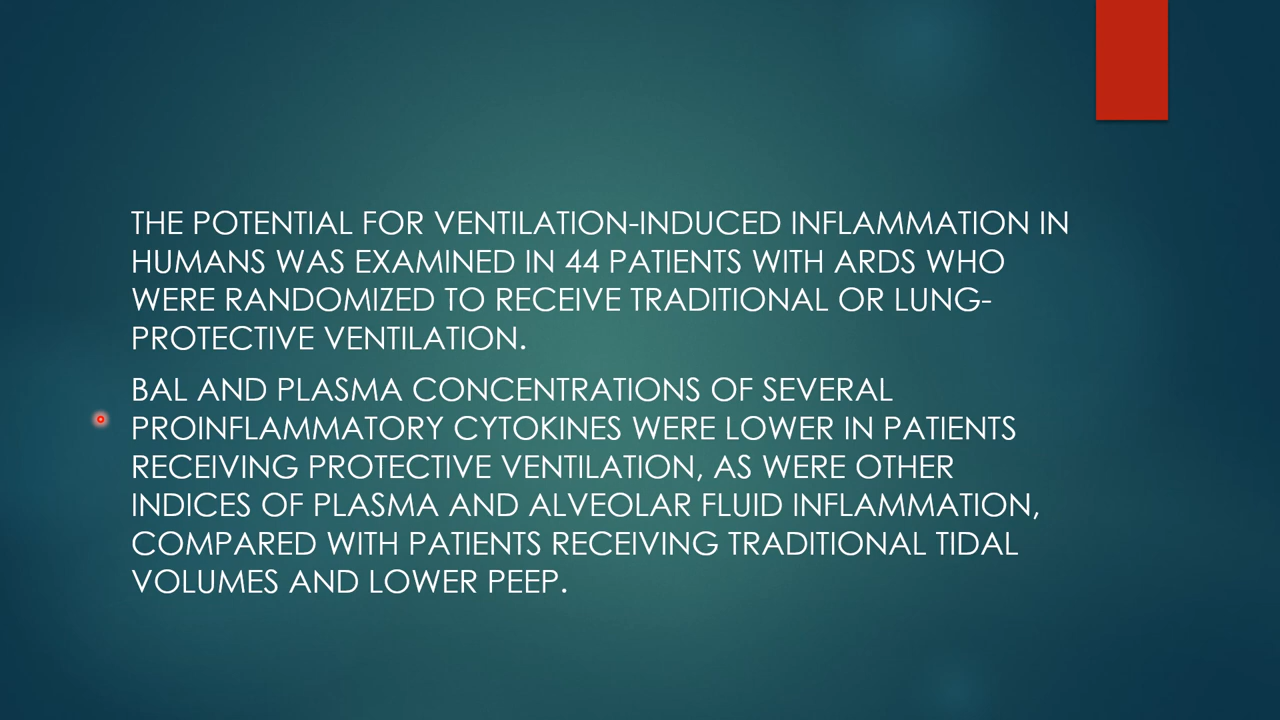 THE POTENTIAL FOR VENTILATION-INDUCED INFLAMMATION IN
HUMANS WAS EXAMINED IN 44 PATIENTS WITH ARDS WHO
WERE RANDOMIZED TO RECEIVE TRADITIONAL OR LUNG-
PROTECTIVE VENTILATION.
BAL AND PLASMA CONCENTRATIONS OF SEVERAL
PROINFLAMMATORY CYTOKINES WERE LOWER IN PATIENTS
RECEIVING PROTECTIVE VENTILATION, AS WERE OTHER
INDICES OF PLASMA AND ALVEOLAR FLUID INFLAMMATION,
COMPARED WITH PATIENTS RECEIVING TRADITIONAL TIDAL
VOLUMES AND LOWER PEEP.